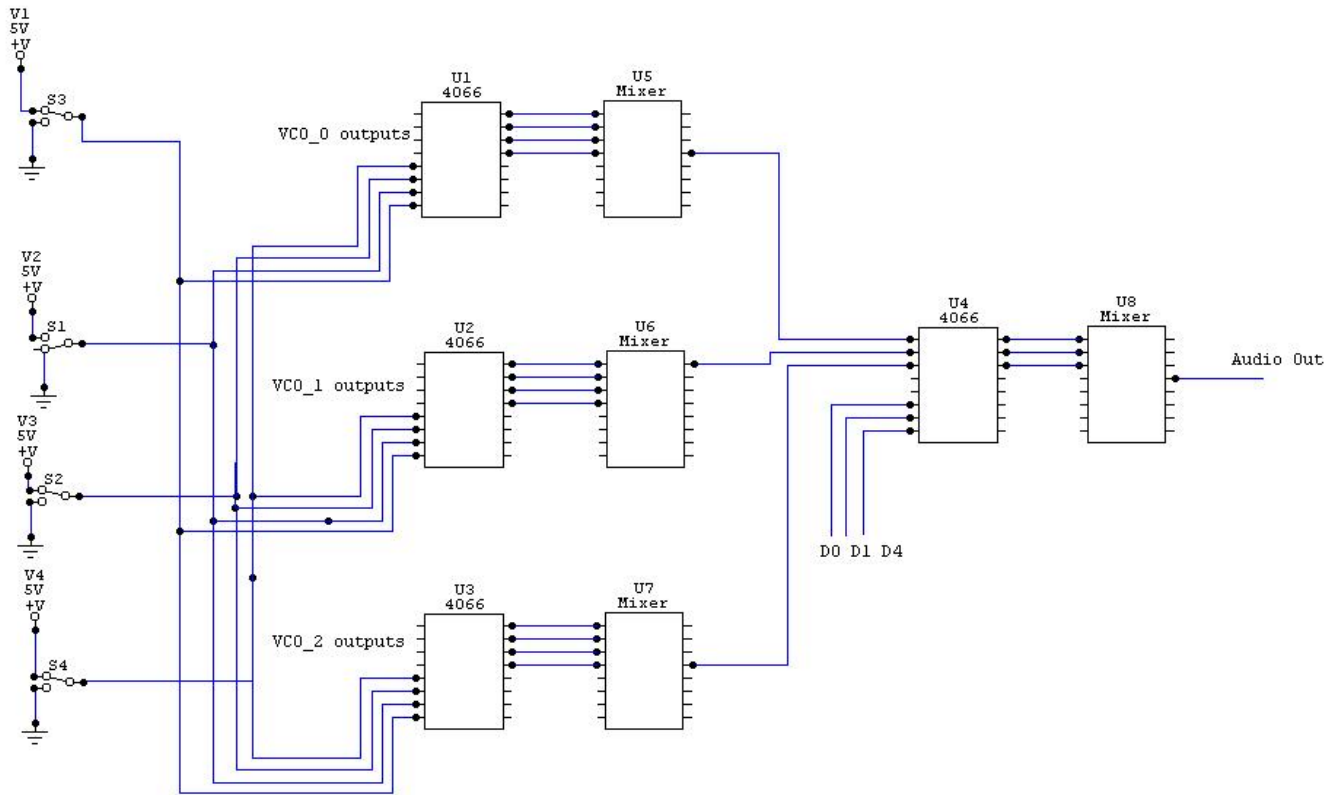 V1
5V
+V
S3
U1
4066
U5
Mixer
VCO_0 outputs
V2
5V
+V
S1
U2
4066
U6
Mixer
U4
4066
U8
Mixer
VCO_1 outputs
Audio Out
V3
5V
+V
S2
D0 D1 D4
V4
5V
+V
S4
U3
4066
U7
Mixer
VCO_2 outputs